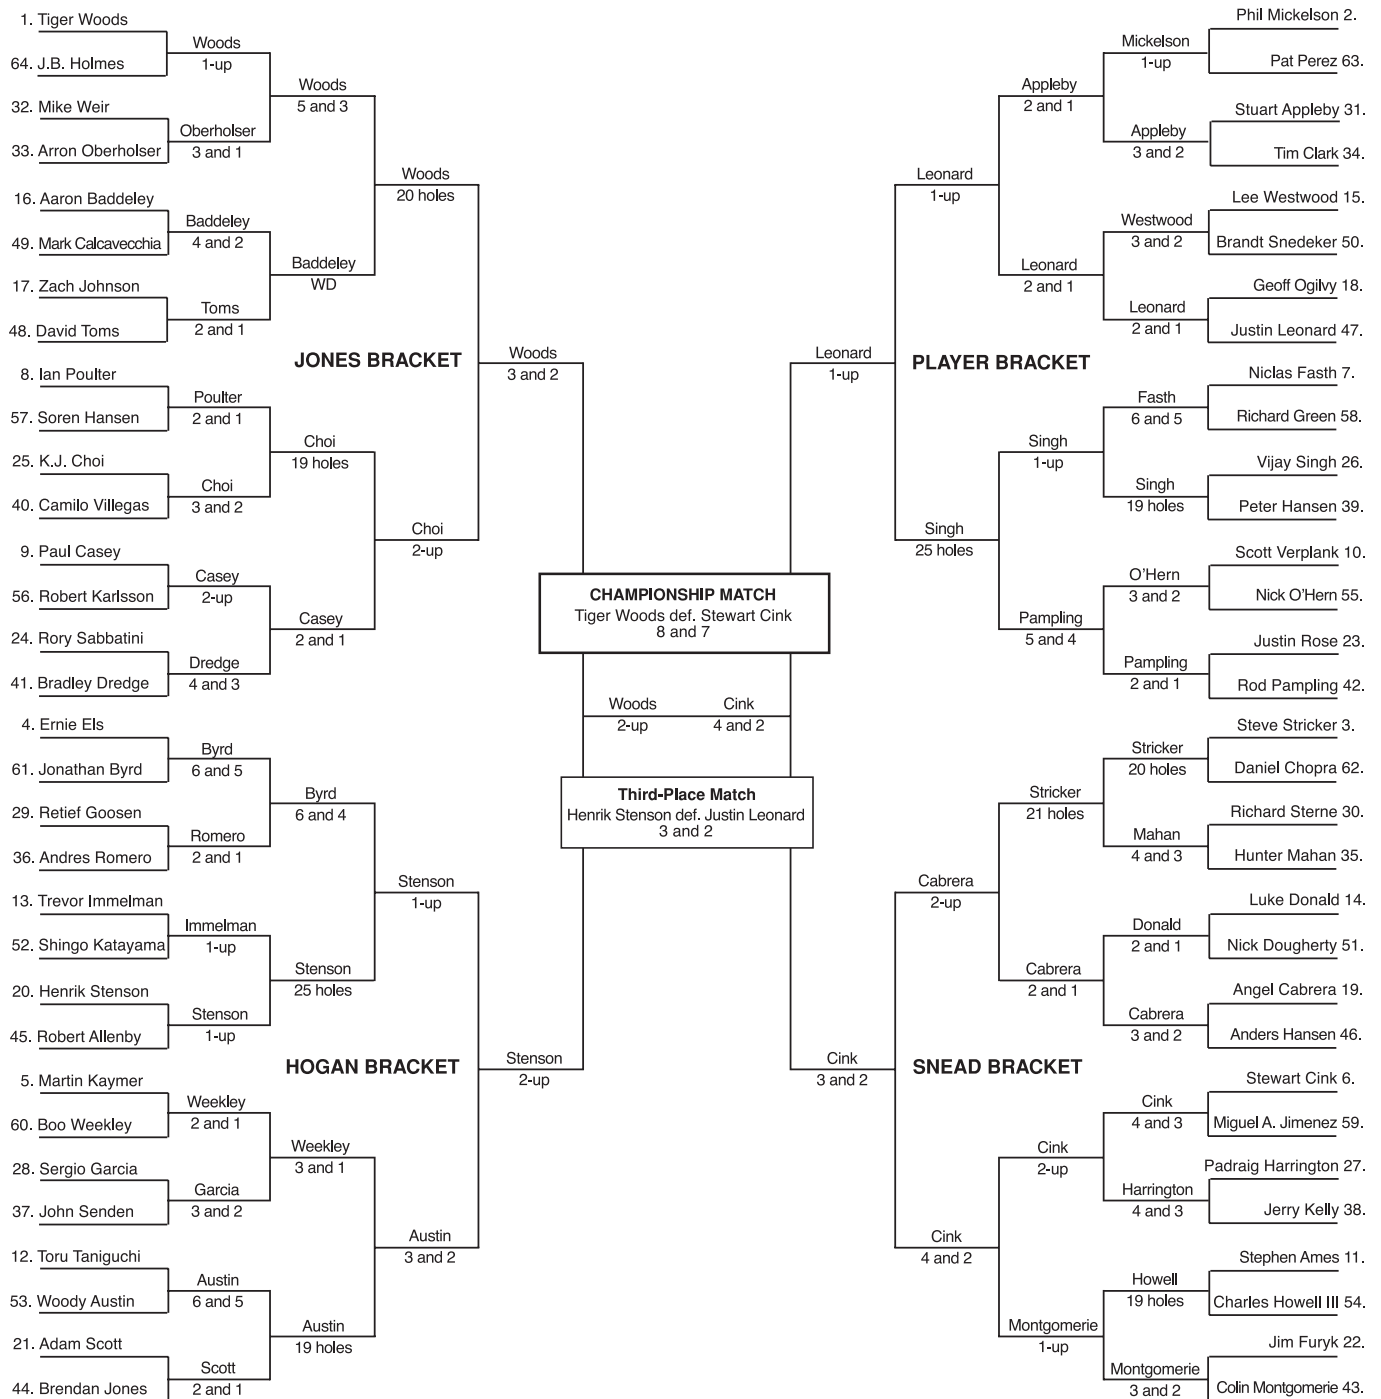 1. Tiger Woods
Woods
1-up
64. J.B. Holmes
Woods
5 and 3
32. Mike Weir
Oberholser
3 and 1
33. Arron Oberholser
Woods
20 holes
16. Aaron Baddeley
Baddeley
4 and 2
49. Mark Calcavecchia
Baddeley
WD
17. Zach Johnson
Toms
2 and 1
48. David Toms
JONES BRACKET
Woods
3 and 2
8. Ian Poulter
Poulter
2 and 1
57. Soren Hansen
Choi
19 holes
25. K.J. Choi
Choi
3 and 2
40. Camilo Villegas
Choi
2-up
9. Paul Casey
Casey
2-up
56. Robert Karlsson
Casey
2 and 1
24. Rory Sabbatini
Dredge
4 and 3
41. Bradley Dredge
4. Ernie Els
Byrd
6 and 5
61. Jonathan Byrd
Byrd
6 and 4
29. Retief Goosen
Romero
2 and 1
36. Andres Romero
Stenson
1-up
13. Trevor Immelman
Immelman
1-up
52. Shingo Katayama
Stenson
25 holes
20. Henrik Stenson
Stenson
1-up
45. Robert Allenby
HOGAN BRACKET
Stenson
2-up
5. Martin Kaymer
Weekley
2 and 1
60. Boo Weekley
Weekley
3 and 1
28. Sergio Garcia
Garcia
3 and 2
37. John Senden
Austin
3 and 2
12. Toru Taniguchi
Austin
6 and 5
53. Woody Austin
Austin
19 holes
21. Adam Scott
Scott
2 and 1
44. Brendan Jones
CHAMPIONSHIP MATCH
Tiger Woods def. Stewart Cink
8 and 7
Woods
2-up
Cink
4 and 2
Third-Place Match
Henrik Stenson def. Justin Leonard
3 and 2
Phil Mickelson 2.
Mickelson
1-up
Pat Perez 63.
Appleby
2 and 1
Stuart Appleby 31.
Appleby
3 and 2
Tim Clark 34.
Leonard
1-up
Lee Westwood 15.
Westwood
3 and 2
Brandt Snedeker 50.
Leonard
2 and 1
Geoff Ogilvy 18.
Leonard
2 and 1
Justin Leonard 47.
Leonard
1-up
PLAYER BRACKET
Niclas Fasth 7.
Fasth
6 and 5
Richard Green 58.
Singh
1-up
Vijay Singh 26.
Singh
19 holes
Peter Hansen 39.
Singh
25 holes
Scott Verplank 10.
O'Hern
3 and 2
Nick O'Hern 55.
Pampling
5 and 4
Justin Rose 23.
Pampling
2 and 1
Rod Pampling 42.
Steve Stricker 3.
Stricker
20 holes
Daniel Chopra 62.
Stricker
21 holes
Richard Sterne 30.
Mahan
4 and 3
Hunter Mahan 35.
Cabrera
2-up
Luke Donald 14.
Donald
2 and 1
Nick Dougherty 51.
Cabrera
2 and 1
Angel Cabrera 19.
Cabrera
3 and 2
Anders Hansen 46.
Cink
3 and 2
SNEAD BRACKET
Stewart Cink 6.
Cink
4 and 3
Miguel A. Jimenez 59.
Cink
2-up
Padraig Harrington 27.
Harrington
4 and 3
Jerry Kelly 38.
Cink
4 and 2
Stephen Ames 11.
Howell
19 holes
Charles Howell III 54.
Montgomerie
1-up
Jim Furyk 22.
Montgomerie
3 and 2
Colin Montgomerie 43.